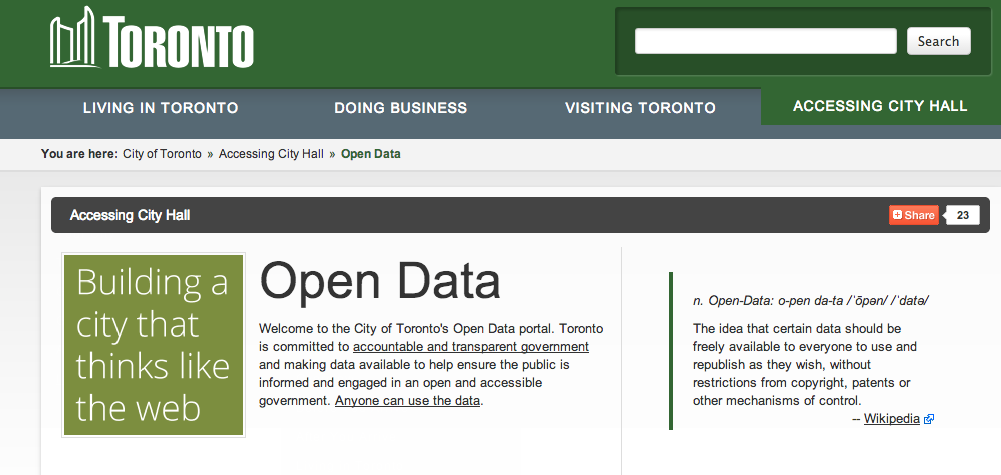 TORONTO
Search
LIVING IN TORONTO
DOING BUSINESS
VISITING TORONTO
ACCESSING CITY HALL
You are here: City of Toronto » Accessing City Hall » Open Data
Accessing City Hall
Share
23
Building a
city that
thinks like
the web
Open Data
Welcome to the City of Toronto's Open Data portal. Toronto
is committed to accountable and transparent government
and making data available to help ensure the public is
informed and engaged in an open and accessible
government. Anyone can use the data.
n. Open-Data: o-pen da-ta /ˈōpən/ /ˈdatə/
The idea that certain data should be
freely available to everyone to use and
republish as they wish, without
restrictions from copyright, patents or
other mechanisms of control.
-- Wikipedia